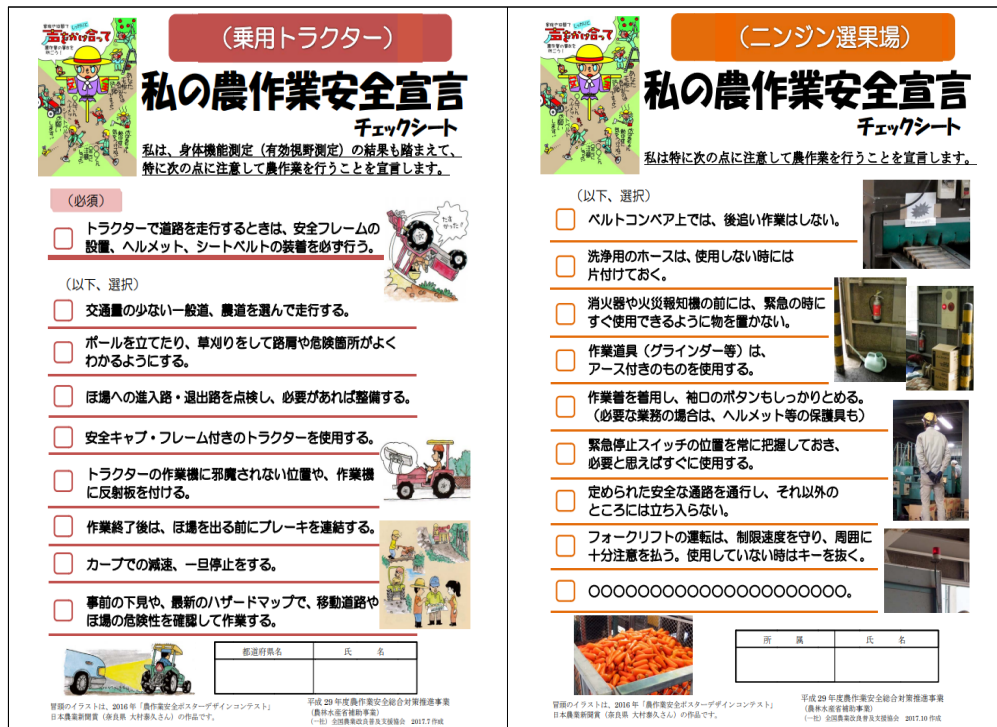 家族や仲間で しっかりと
声をかけ合って
農作業の安全を
守ろう!
(乗用トラクター)
私の農作業安全宣言
チェックシート
私は、身体機能測定(有効視野測定)の結果も踏まえて、
特に次の点に注意して農作業を行うことを宣言します。
(必須)
トラクターで道路を走行するときは、安全フレームの
設置、ヘルメット、シートベルトの装着を必ず行う。
(以下、選択)
交通量の少ない一般道、農道を選んで走行する。
ポールを立てたり、草刈りをして路肩や危険箇所がよく
わかるようにする。
ほ場への進入路・退出路を点検し、必要があれば整備する。
安全キャブ・フレーム付きのトラクターを使用する。
トラクターの作業機に邪魔されない位置や、作業機
に反射板を付ける。
作業終了後は、ほ場を出る前にブレーキを連結する。
カーブでの減速、一旦停止をする。
事前の下見や、最新のハザードマップで、移動道路や
ほ場の危険性を確認して作業する。
都道府県名 氏 名
冒頭のイラストは、2016年「農作業安全ポスターデザインコンテスト」
日本農業新聞賞(奈良県 大村泰久さん)の作品です。
平成29年度農作業安全総合対策推進事業
(農林水産省補助事業)
(一社)全国農業改良普及支援協会 2017.7作成
声をかけ合って
(ニンジン選果場)
私の農作業安全宣言
チェックシート
私は特に次の点に注意して農作業を行うことを宣言します。
(以下、選択)
ベルトコンベア上では、後追い作業はしない。
洗浄用のホースは、使用しない時には
片付けておく。
消火器や火災報知機の前には、緊急の時に
すぐ使用できるように物を置かない。
作業道具(グラインダー等)は、
アース付きのものを使用する。
作業着を着用し、袖口のボタンもしっかりとめる。
(必要な業務の場合は、ヘルメット等の保護具も)
緊急停止スイッチの位置を常に把握しておき、
必要と思えばすぐに使用する。
定められた安全な通路を通行し、それ以外の
ところには立ち入らない。
フォークリフトの運転は、制限速度を守り、周囲に
十分注意を払う。使用していない時はキーを抜く。
〇〇〇〇〇〇〇〇〇〇〇〇〇〇〇〇〇〇〇〇〇。
所 属 氏 名
冒頭のイラストは、2016年「農作業安全ポスターデザインコンテスト」
日本農業新聞賞(奈良県 大村泰久さん)の作品です。
平成29年度農作業安全総合対策推進事業
(農林水産省補助事業)
(一社)全国農業改良普及支援協会 2017.10作成